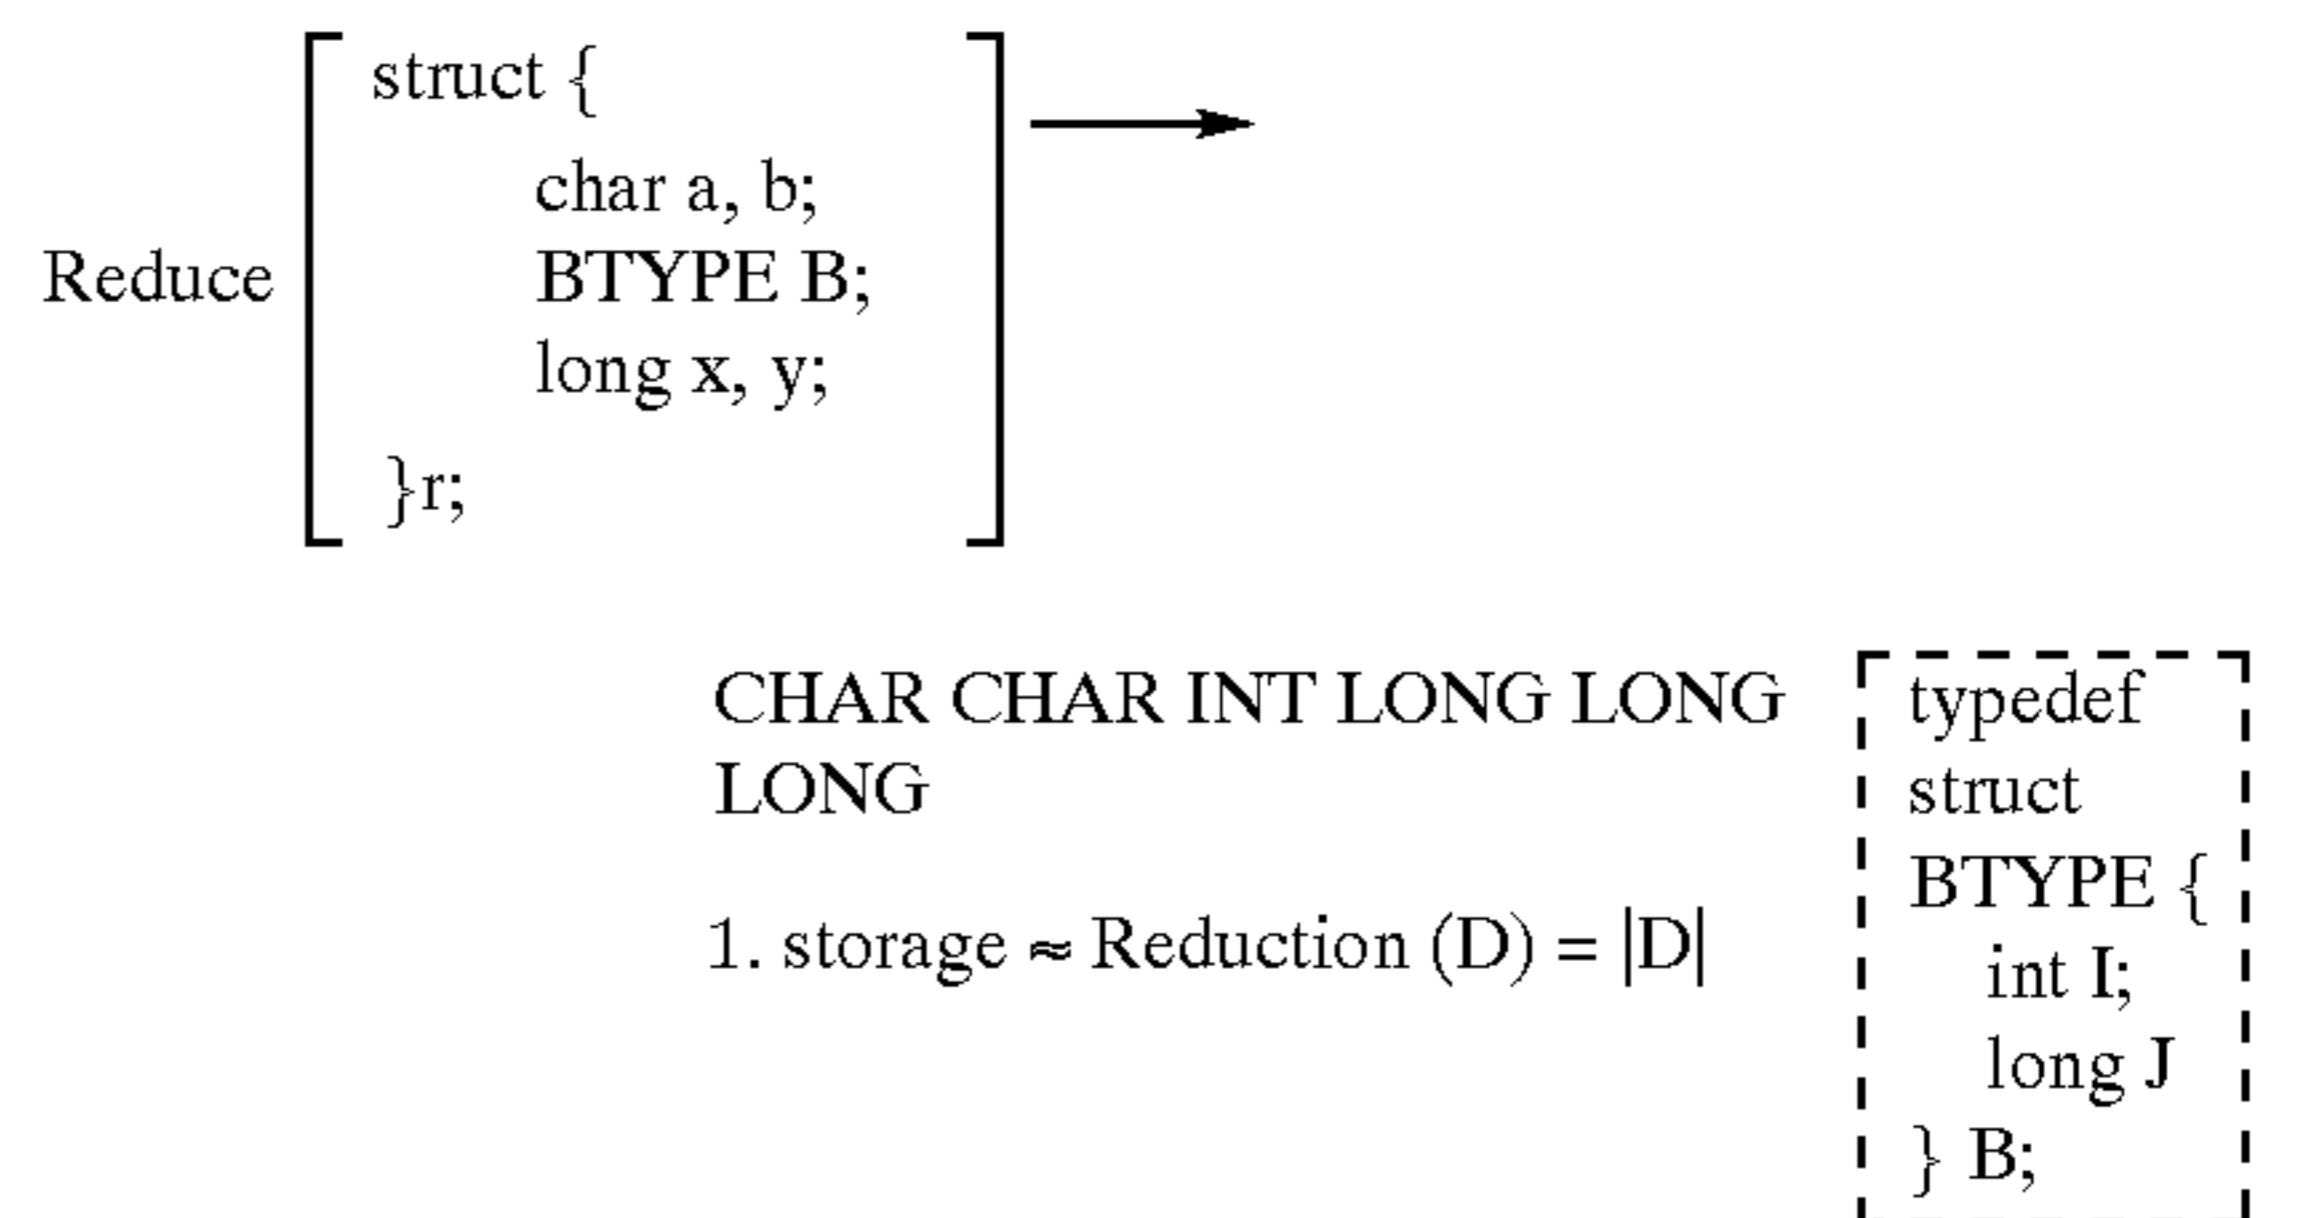 struct {
char a, b;
Reduce BTYPE B;
long x, y;
}r;
CHAR CHAR INT LONG LONG
LONG
1. storage ≈ Reduction (D) = |D|
typedef
struct
BTYPE {
int I;
long J
} B;